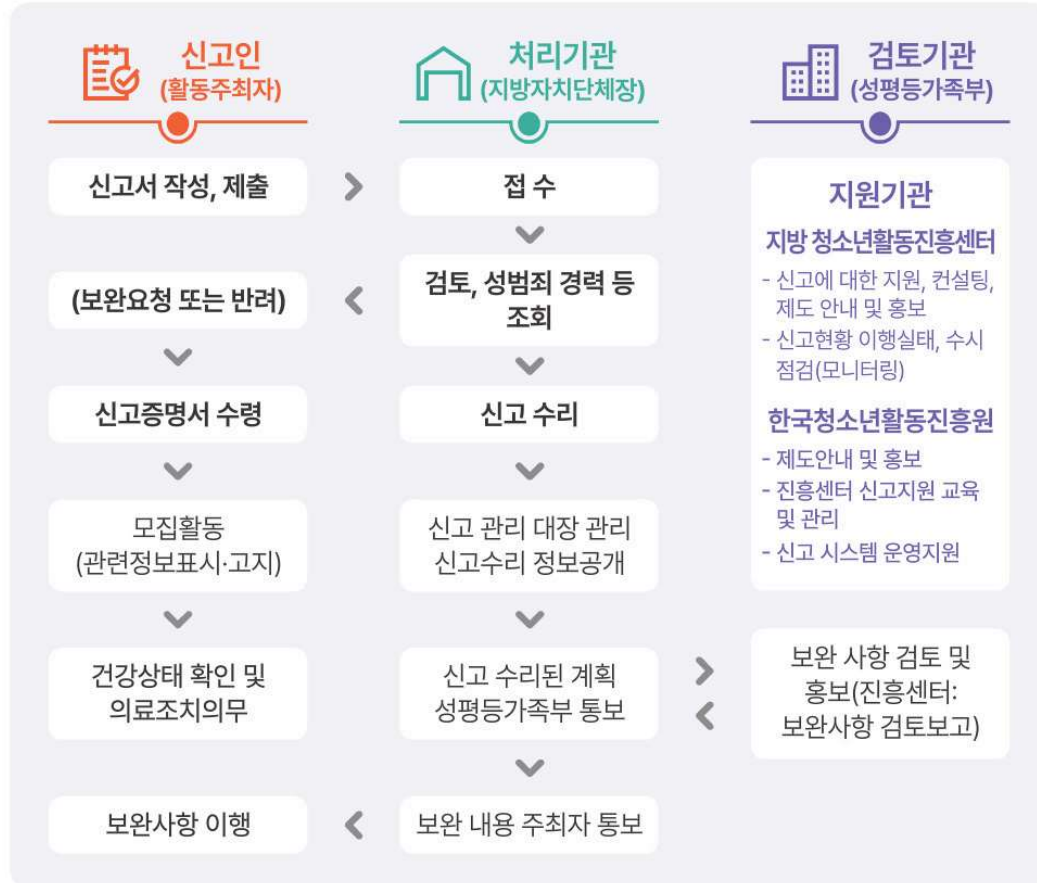 신고인
(활동주최자)
처리기관
(지방자치단체장)
검토기관
(성평등가족부)
신고서 작성, 제출
접 수
(보완요청 또는 반려)
검토, 성범죄 경력 등
조회
신고증명서 수령
신고 수리
모집활동
(관련정보표시·고지)
신고 관리 대장 관리
신고수리 정보공개
건강상태 확인 및
의료조치의무
신고 수리된 계획
성평등가족부 통보
보완사항 이행
보완 내용 주최자 통보
지원기관
지방 청소년활동진흥센터
- 신고에 대한 지원, 컨설팅,
제도 안내 및 홍보
- 신고현황 이행실태, 수시
점검(모니터링)
한국청소년활동진흥원
- 제도안내 및 홍보
- 진흥센터 신고지원 교육
및 관리
- 신고 시스템 운영지원
보완 사항 검토 및
홍보(진흥센터:
보완사항 검토보고)